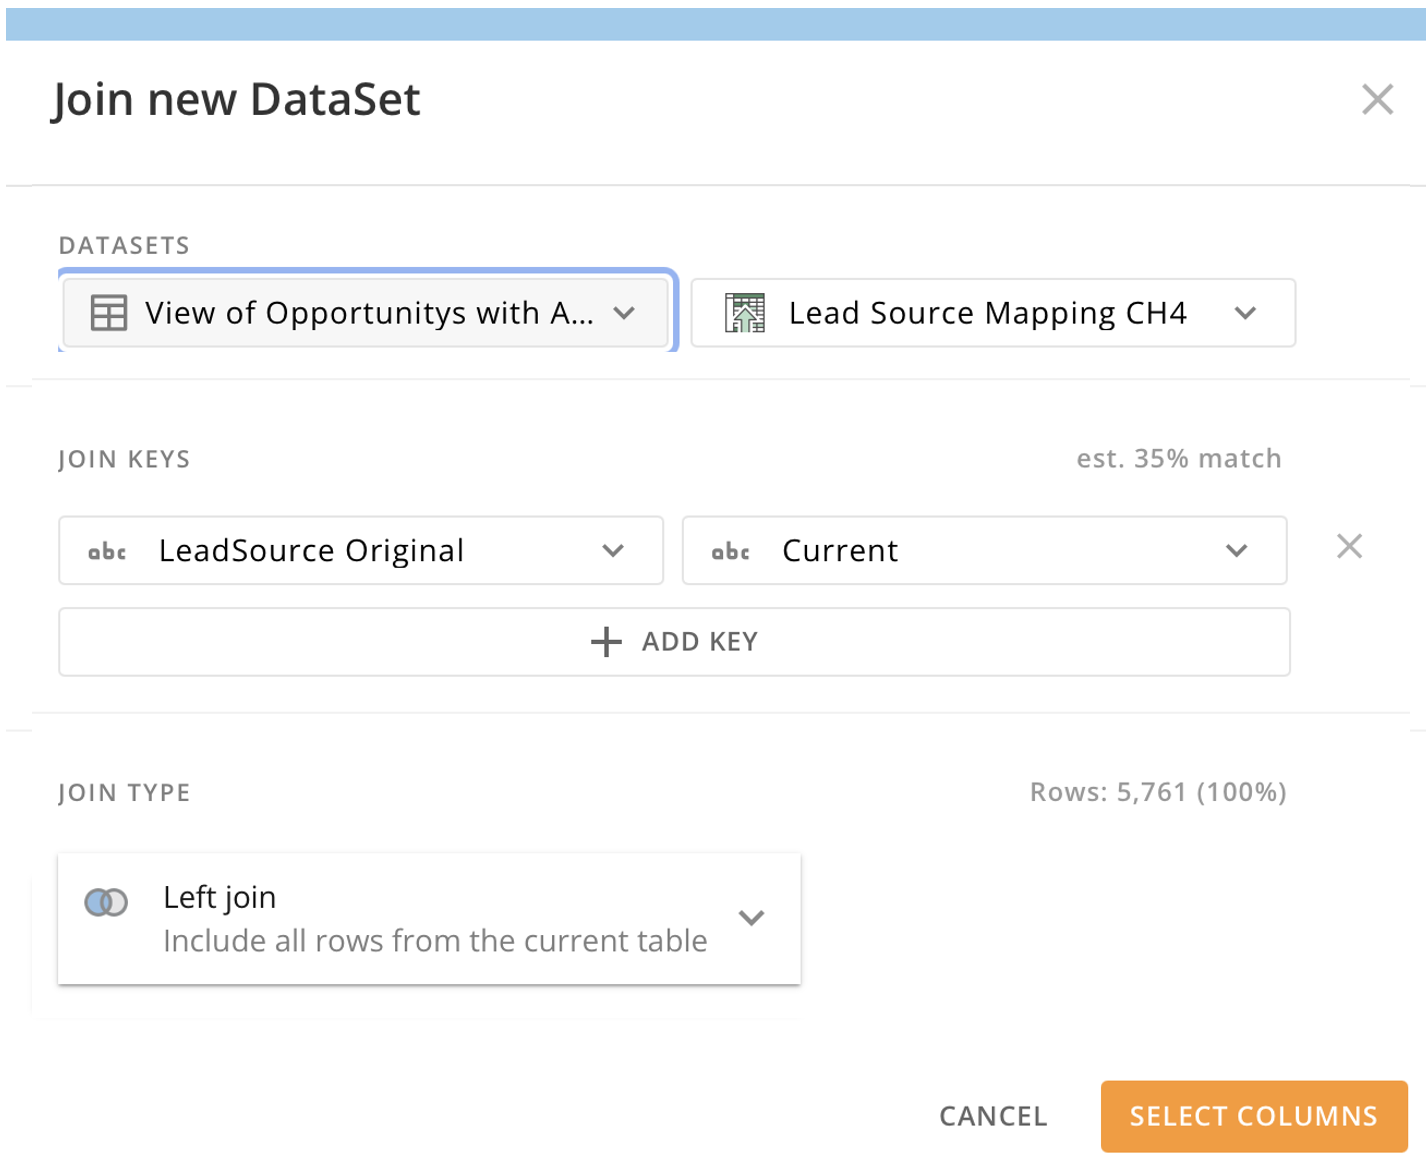 Join new DataSet
DATASETS
View of Opportunitys with A...
Lead Source Mapping CH4
JOIN KEYS
est. 35% match
abc LeadSource Original
abc Current
ADD KEY
JOIN TYPE
Rows: 5,761 (100%)
Left join
Include all rows from the current table
CANCEL
SELECT COLUMNS